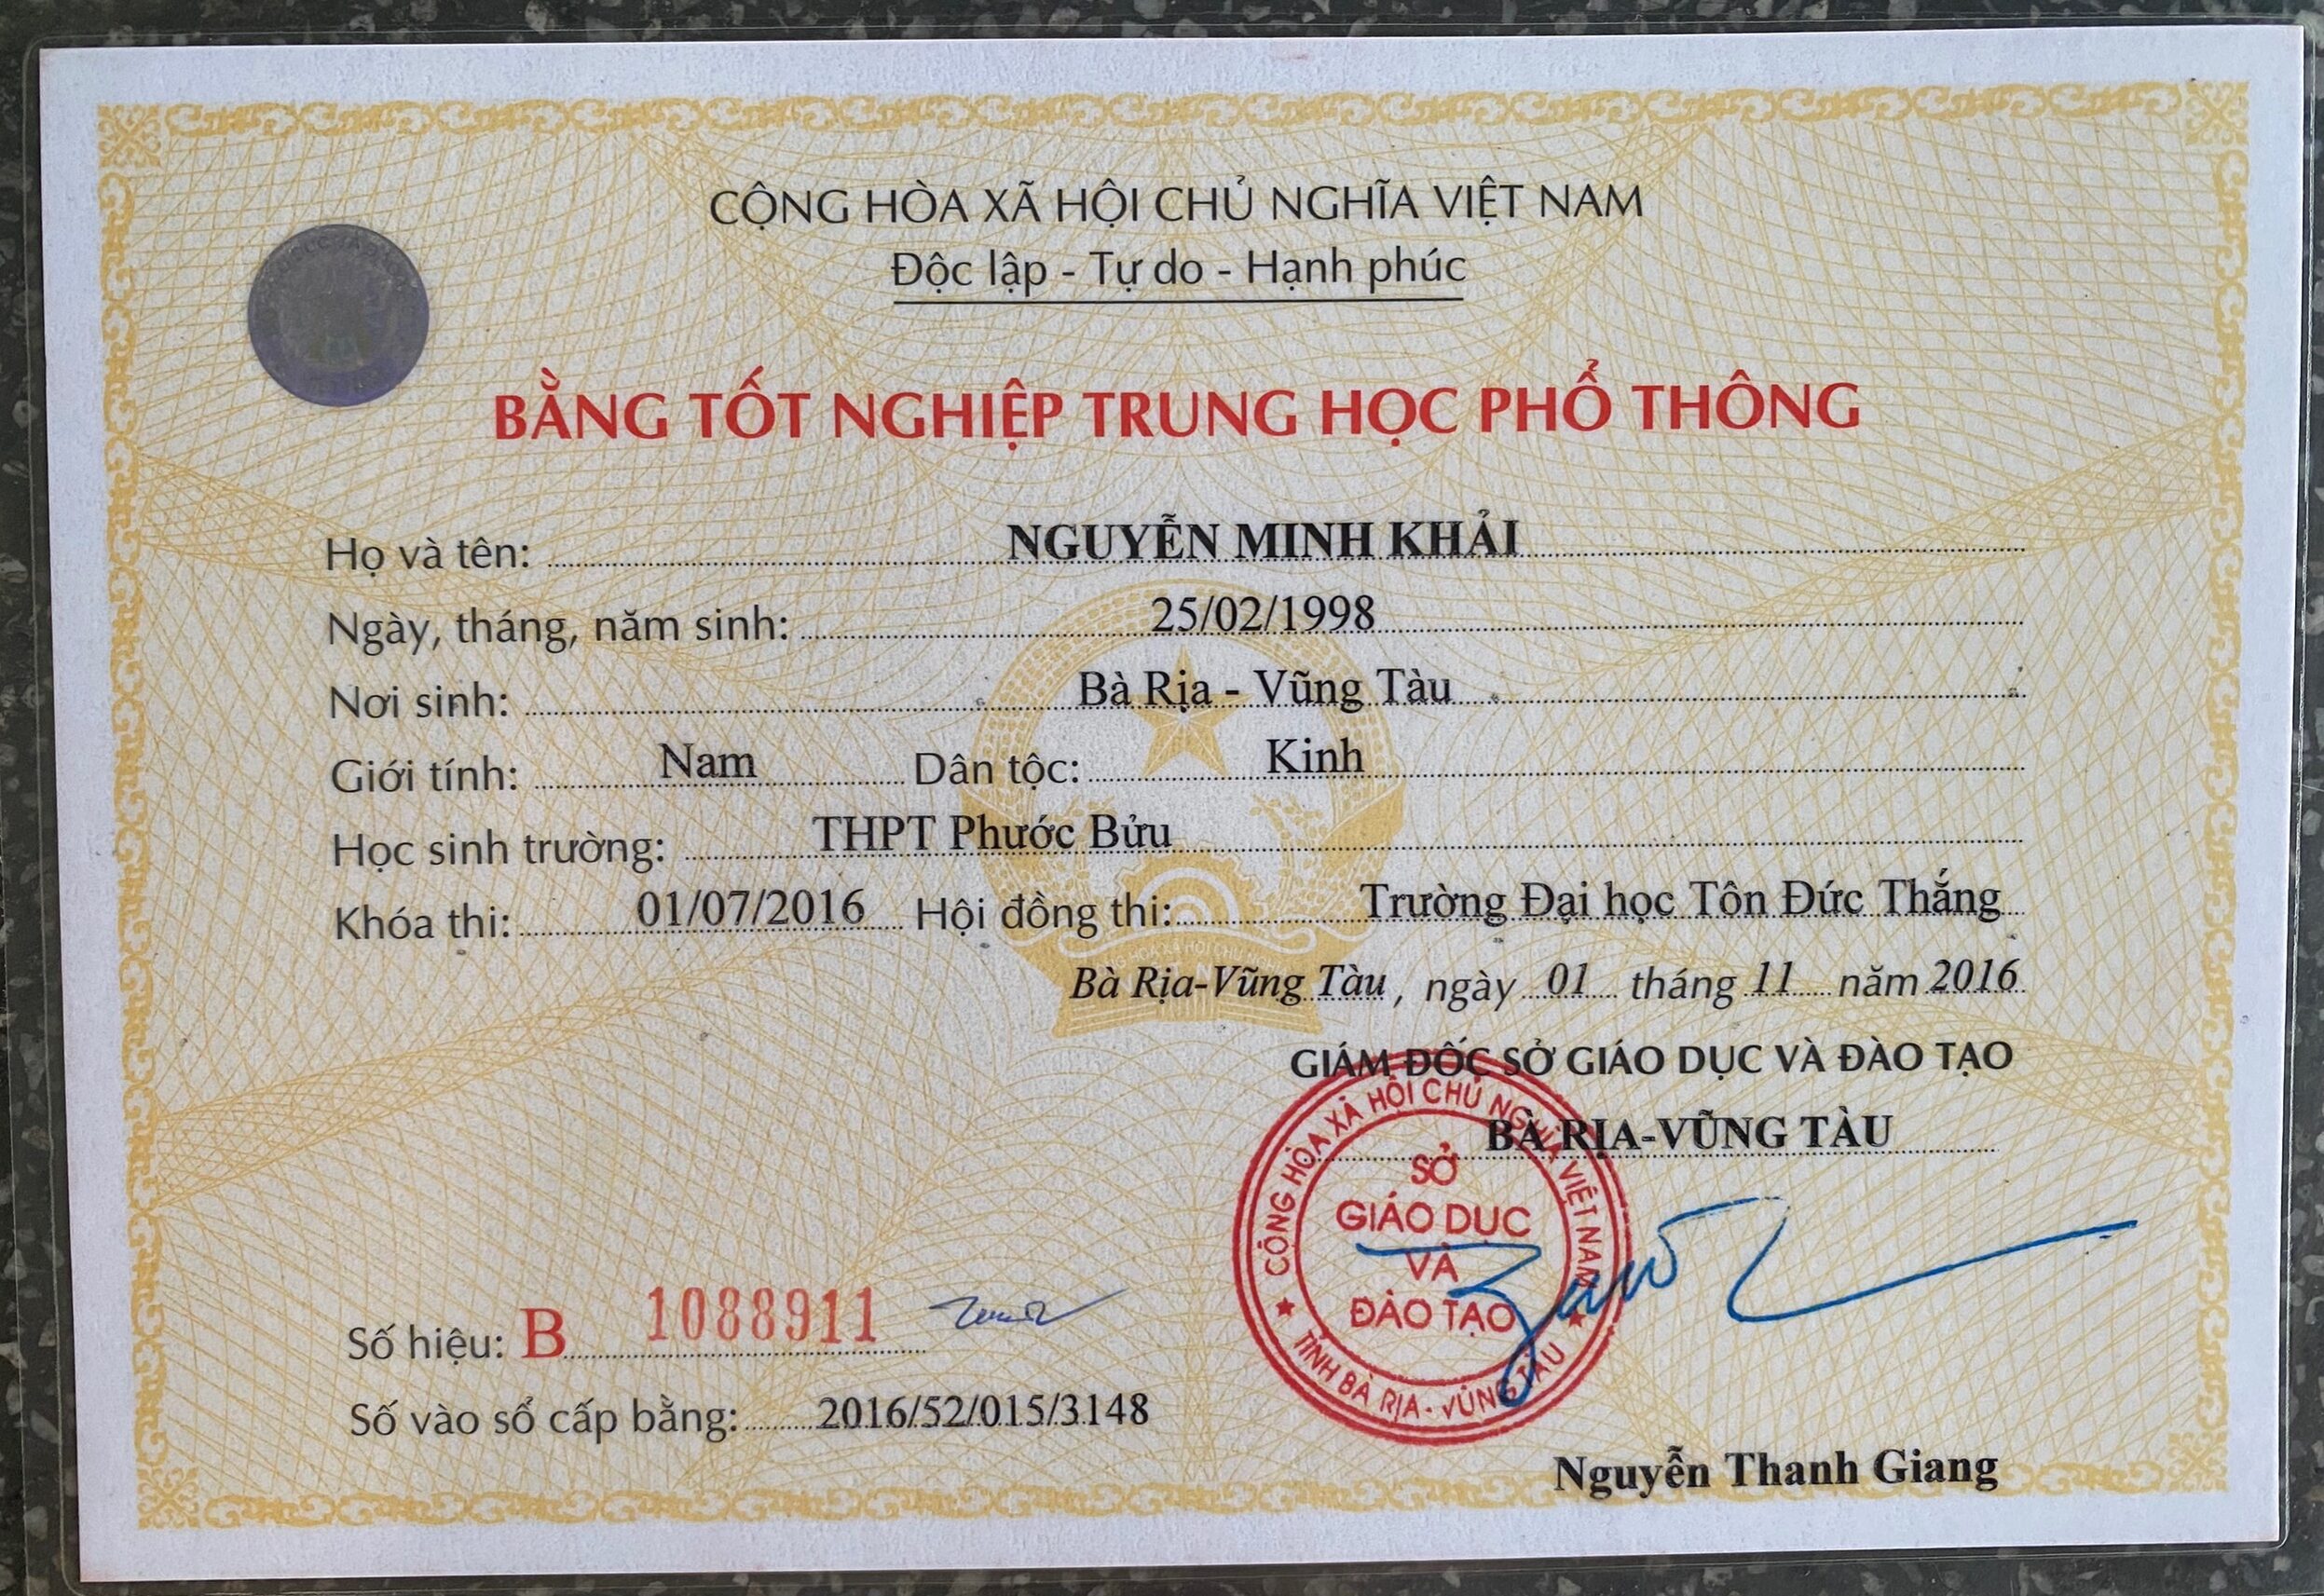 CỘNG HÒA XÃ HỘI CHỦ NGHĨA VIỆT NAM
Độc lập - Tự do - Hạnh phúc
BẰNG TỐT NGHIỆP TRUNG HỌC PHỔ THÔNG
Họ và tên: NGUYỄN MINH KHẢI
Ngày, tháng, năm sinh: 25/02/1998
Nơi sinh: Bà Rịa - Vũng Tàu
Giới tính: Nam Dân tộc: Kinh
Học sinh trường: THPT Phước Bửu
Khóa thi: 01/07/2016 Hội đồng thi: Trường Đại học Tôn Đức Thắng
Bà Rịa-Vũng Tàu, ngày 01 tháng 11 năm 2016
GIÁM ĐỐC SỞ GIÁO DỤC VÀ ĐÀO TẠO
BÀ RỊA-VŨNG TÀU
CỘNG HÒA XÃ HỘI CHỦ NGHĨA VIỆT NAM
SỞ
GIÁO DỤC
VÀ
ĐÀO TẠO
TỈNH BÀ RỊA - VŨNG TÀU
Số hiệu: B 1088911
Số vào sổ cấp bằng: 2016/52/015/3148
Nguyễn Thanh Giang